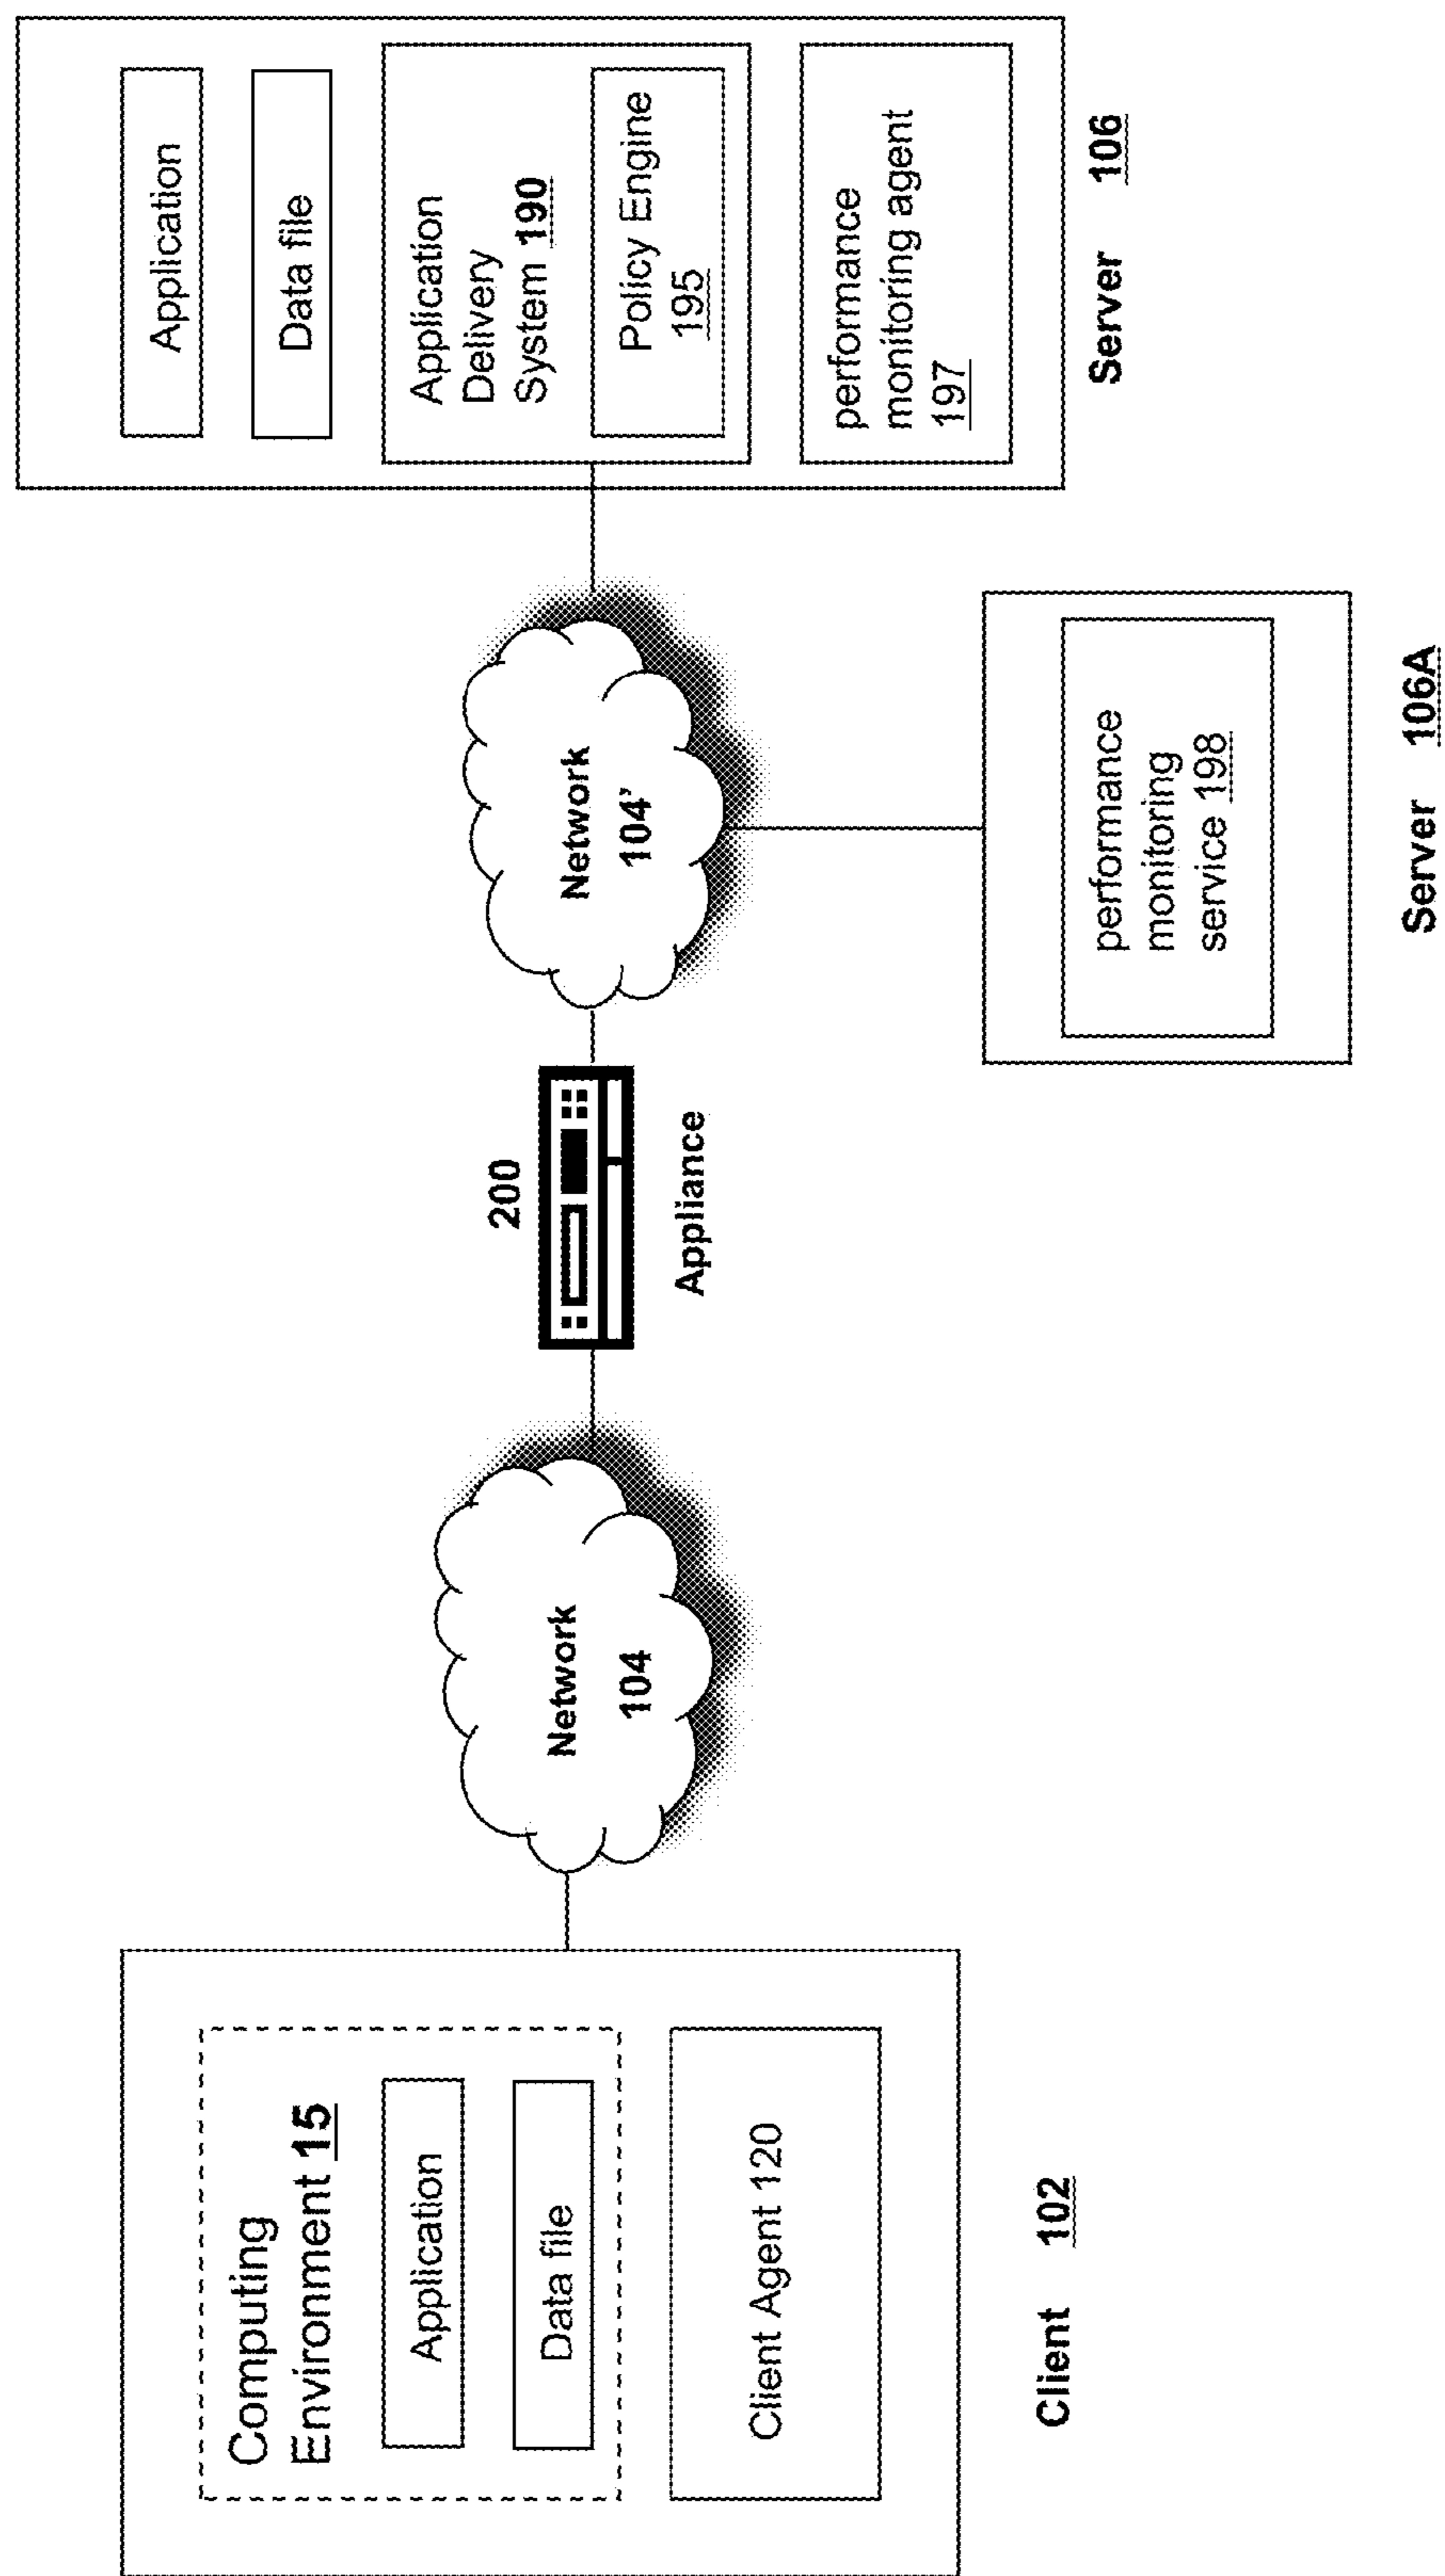 Computing
Environment 15
Application
Data file
Client Agent 120
Client 102
Network
104
200
Appliance
Network
104’
performance
monitoring
service 198
Server 106A
Application
Data file
Application
Delivery
System 190
Policy Engine
195
performance
monitoring agent
197
Server 106